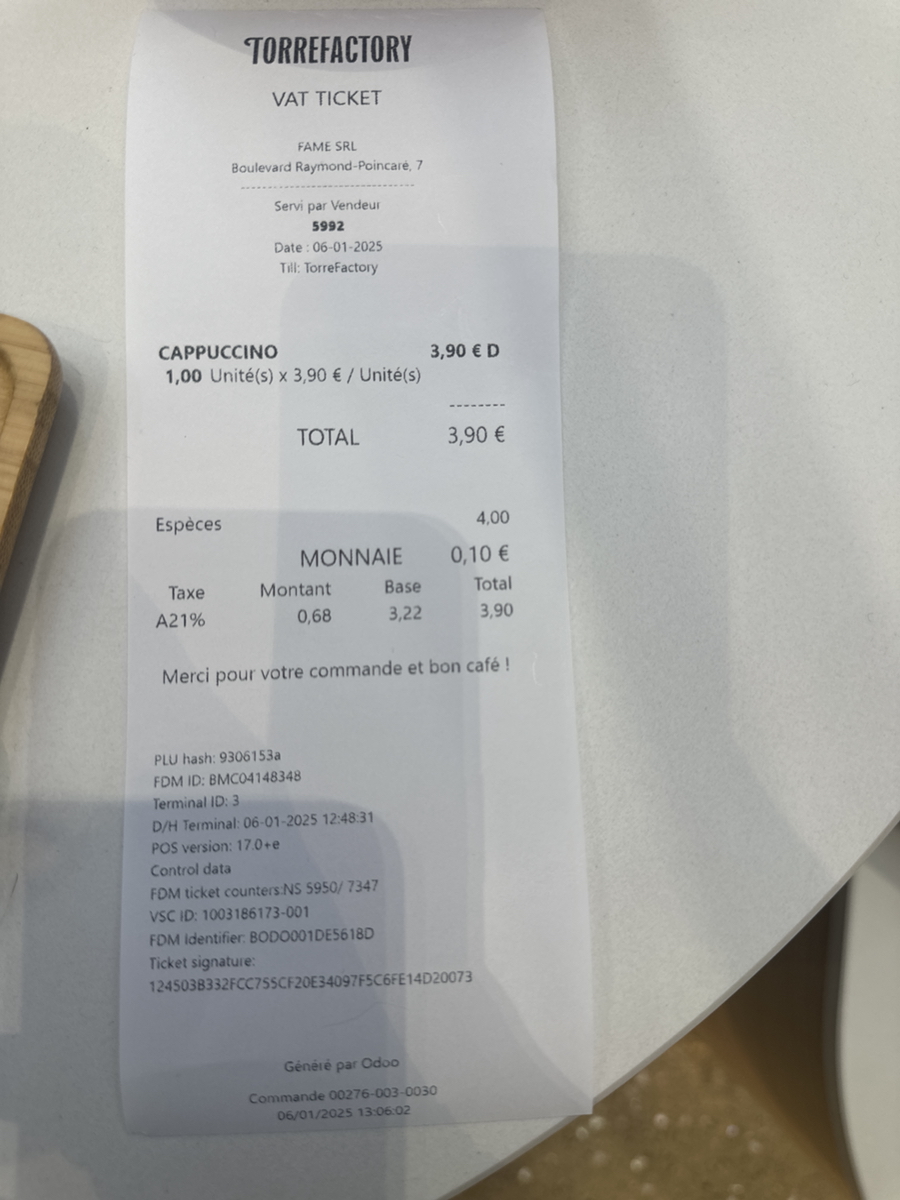 TORREFACTORY
VAT TICKET
FAME SRL
Boulevard Raymond-Poincaré, 7
--------------------------------
Servi par Vendeur
5992
Date : 06-01-2025
Till: TorreFactory
CAPPUCCINO 3,90 € D
1,00 Unité(s) x 3,90 € / Unité(s)
--------
TOTAL 3,90 €
Espèces 4,00
MONNAIE 0,10 €
Taxe Montant Base Total
A21% 0,68 3,22 3,90
Merci pour votre commande et bon café !
PLU hash: 9306153a
FDM ID: BMC04148348
Terminal ID: 3
D/H Terminal: 06-01-2025 12:48:31
POS version: 17.0+e
Control data
FDM ticket counters:NS 5950/ 7347
VSC ID: 1003186173-001
FDM Identifier: BODO001DE5618D
Ticket signature:
124503B332FCC755CF20E34097F5C6FE14D20073
Généré par Odoo
Commande 00276-003-0030
06/01/2025 13:06:02